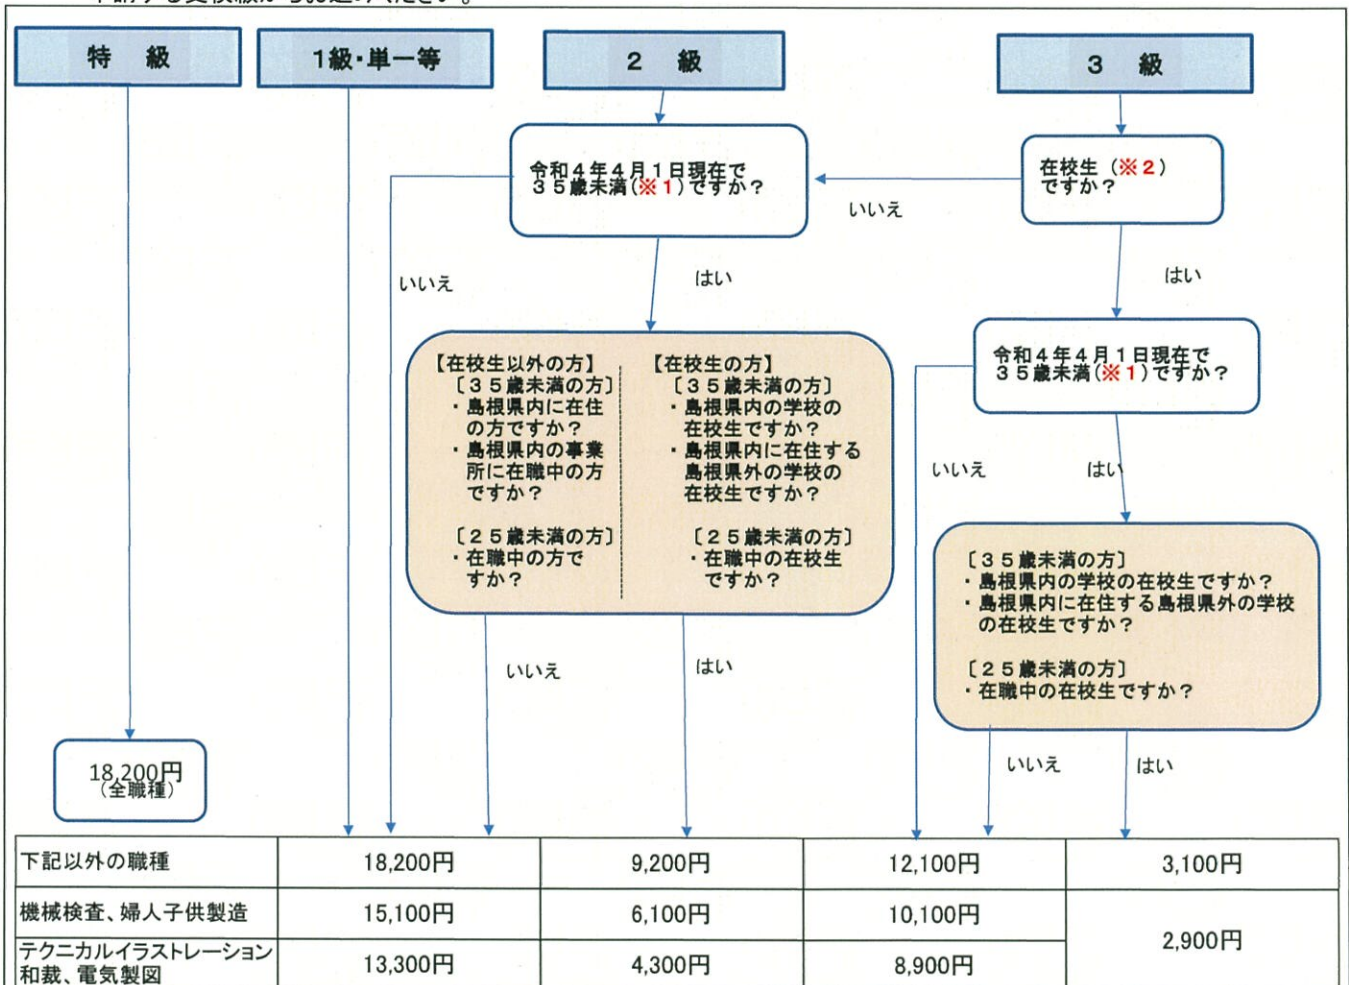 特　級
1級・単一等
２　級
３　級
令和４年４月１日現在で
３５歳未満(※１)ですか？
在校生（※２）
ですか？
いいえ
いいえ
はい
はい
令和４年４月１日現在で
３５歳未満(※１)ですか？
【在校生以外の方】
〔３５歳未満の方〕
・島根県内に在住
の方ですか？
・島根県内の事業
所に在職中の方
ですか？
〔２５歳未満の方〕
・在職中の方で
すか？
【在校生の方】
〔３５歳未満の方〕
・島根県内の学校の
在校生ですか？
・島根県内に在住する
島根県外の学校の
在校生ですか？
〔２５歳未満の方〕
・在職中の在校生
ですか？
いいえ
はい
〔３５歳未満の方〕
・島根県内の学校の在校生ですか？
・島根県内に在住する島根県外の学校
の在校生ですか？
〔２５歳未満の方〕
・在職中の在校生ですか？
いいえ
はい
いいえ
はい
18,200円
（全職種）
下記以外の職種 18,200円 9,200円 12,100円 3,100円
機械検査、婦人子供製造 15,100円 6,100円 10,100円
2,900円
テクニカルイラストレーション
和裁、電気製図 13,300円 4,300円 8,900円